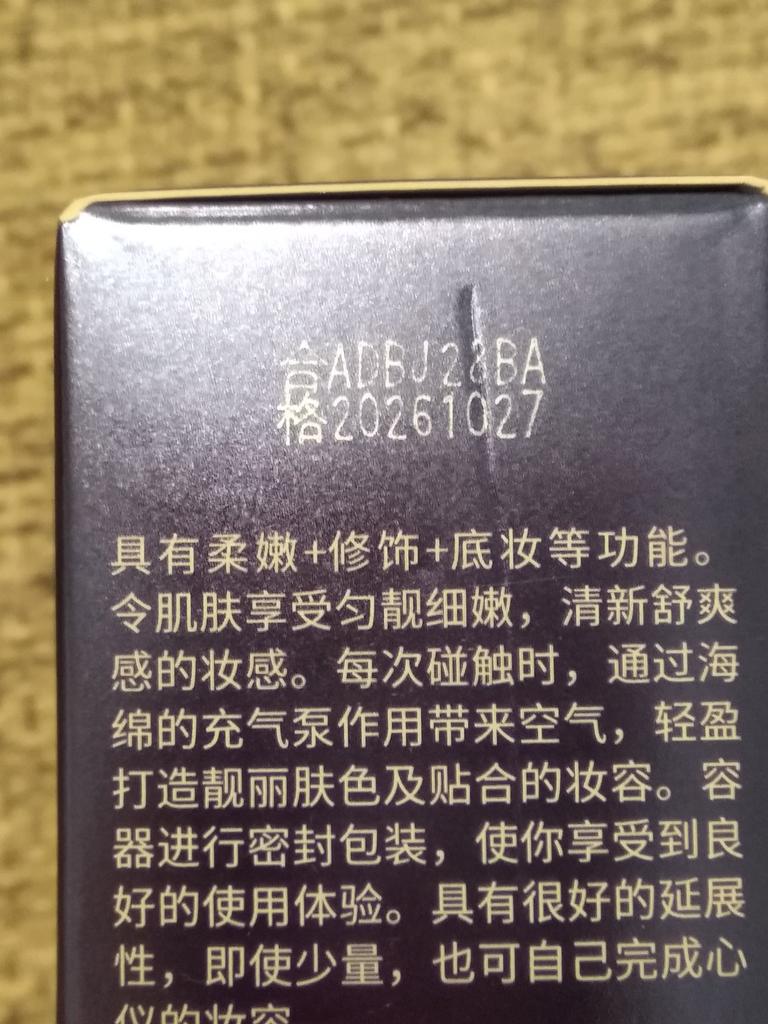 合ADBJ28BA
格20261027
具有柔嫩+修饰+底妆等功能。
令肌肤享受匀靓细嫩，清新舒爽
感的妆感。每次碰触时，通过海
绵的充气泵作用带来空气，轻盈
打造靓丽肤色及贴合的妆容。容
器进行密封包装，使你享受到良
好的使用体验。具有很好的延展
性，即使少量，也可自己完成心
仪的妆容